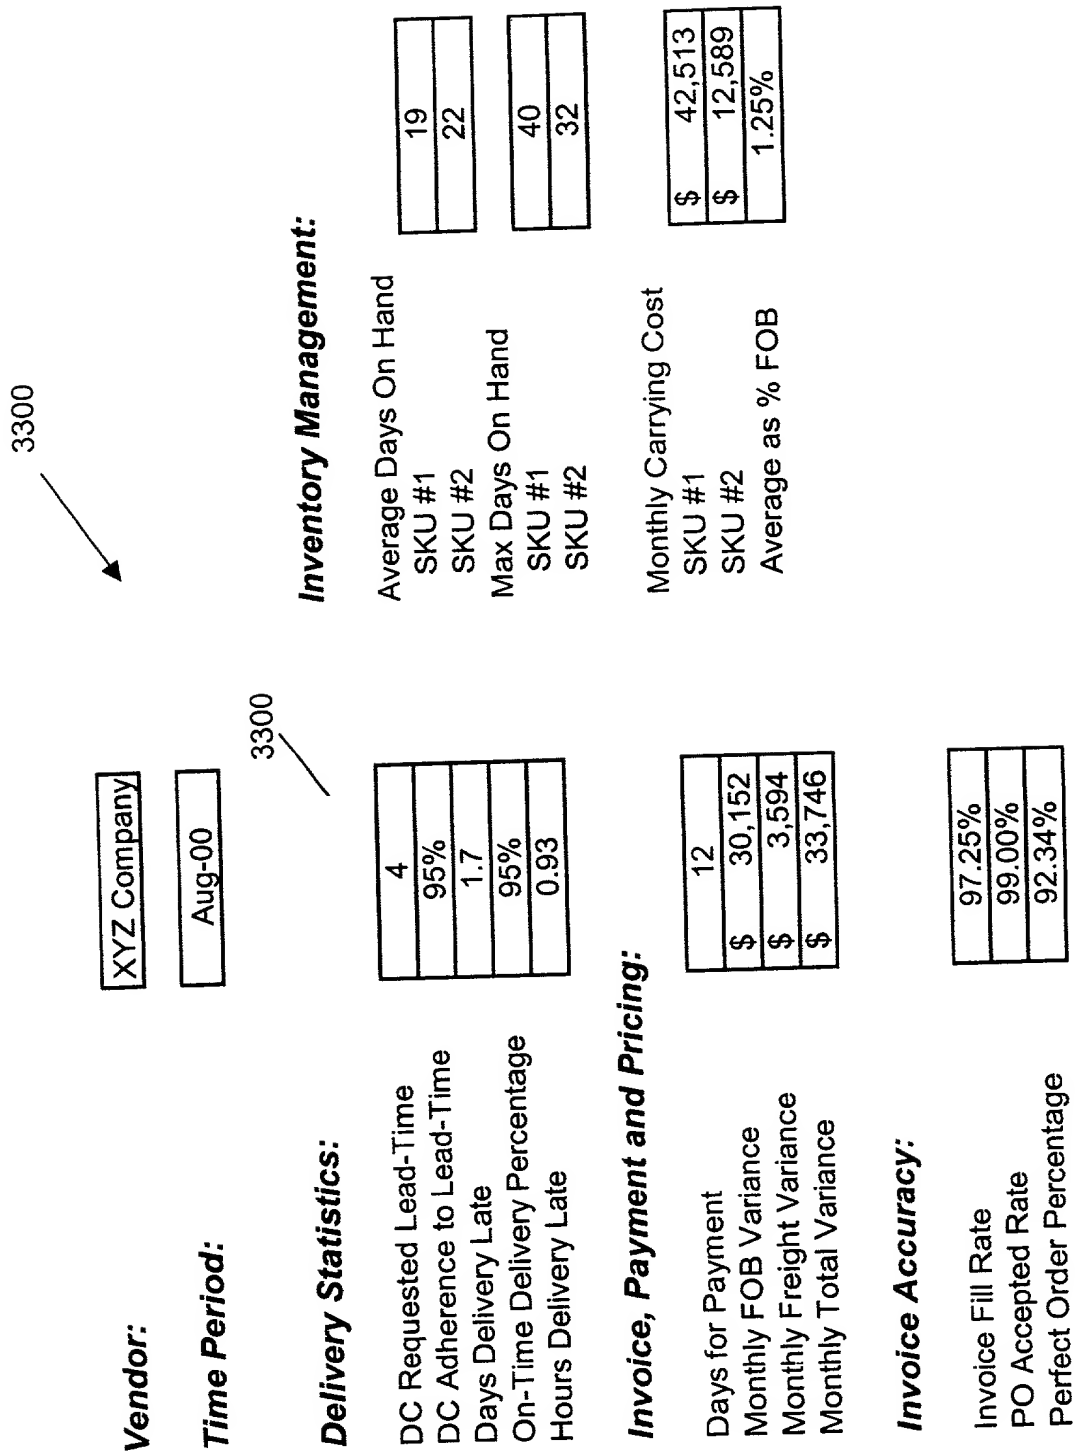 3300
Vendor: XYZ Company
Time Period: Aug-00
3300
Delivery Statistics:
DC Requested Lead-Time 4
DC Adherence to Lead-Time 95%
Days Delivery Late 1.7
On-Time Delivery Percentage 95%
Hours Delivery Late 0.93
Invoice, Payment and Pricing:
Days for Payment 12
Monthly FOB Variance $ 30,152
Monthly Freight Variance $ 3,594
Monthly Total Variance $ 33,746
Invoice Accuracy:
Invoice Fill Rate 97.25%
PO Accepted Rate 99.00%
Perfect Order Percentage 92.34%
Inventory Management:
Average Days On Hand
SKU #1 19
SKU #2 22
Max Days On Hand
SKU #1 40
SKU #2 32
Monthly Carrying Cost
SKU #1 $ 42,513
SKU #2 $ 12,589
Average as % FOB 1.25%